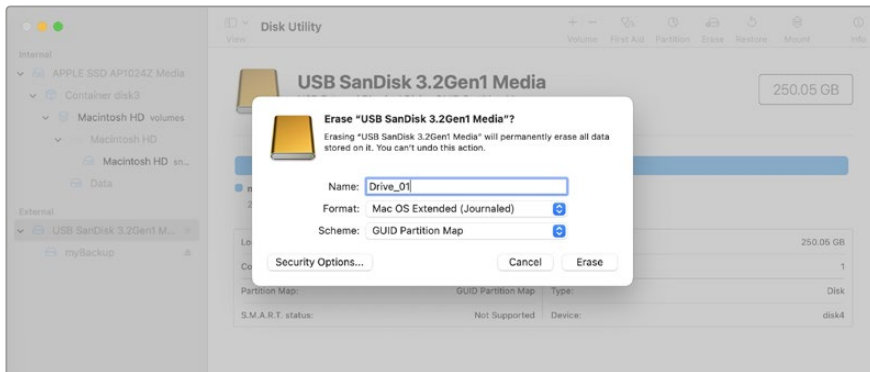 Disk Utility
View
Volume First Aid Partition Erase Restore Mount Info
Internal
APPLE SSD AP1024Z Media
Container disk3
Macintosh HD volumes
Macintosh HD
Macintosh HD sn...
Data
External
USB SanDisk 3.2Gen1 M...
myBackup
USB SanDisk 3.2Gen1 Media
250.05 GB
Erase “USB SanDisk 3.2Gen1 Media”?
Erasing “USB SanDisk 3.2Gen1 Media” will permanently erase all data
stored on it. You can't undo this action.
Name: Drive_01
Format: Mac OS Extended (Journaled)
Scheme: GUID Partition Map
Security Options... Cancel Erase
250.05 GB
1
Partition Map: GUID Partition Map Type: Disk
S.M.A.R.T. status: Not Supported Device: disk4